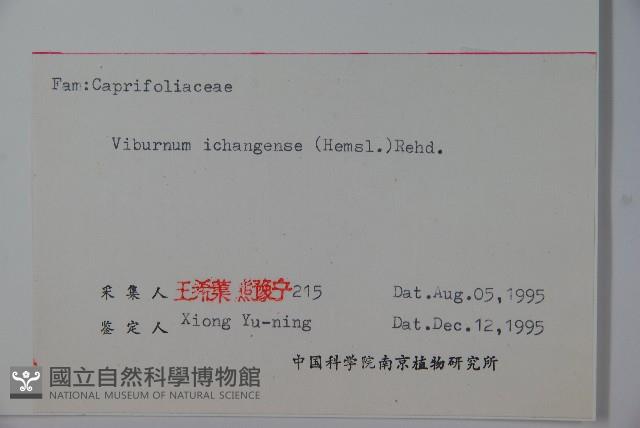 Fam:Caprifoliaceae
Viburnum ichangense (Hemsl.)Rehd.
采集人 王希蕖 熊豫宁 215 Dat.Aug.05,1995
鉴定人 Xiong Yu-ning Dat.Dec.12,1995
中国科学院南京植物研究所
國立自然科學博物館
NATIONAL MUSEUM OF NATURAL SCIENCE